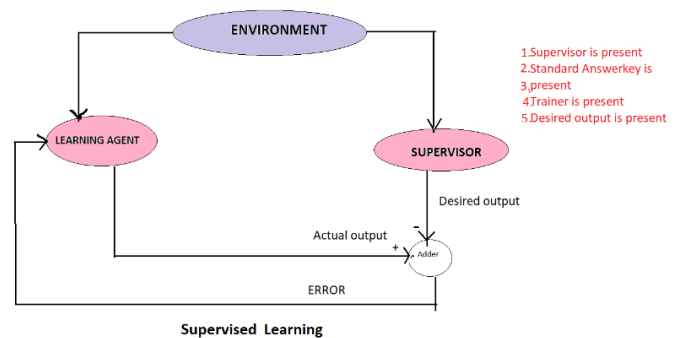 ENVIRONMENT
1.Supervisor is present
2.Standard Answerkey is
3.present
4.Trainer is present
5.Desired output is present
LEARNING AGENT
SUPERVISOR
Desired output
-
Actual output
+
Adder
ERROR
Supervised Learning